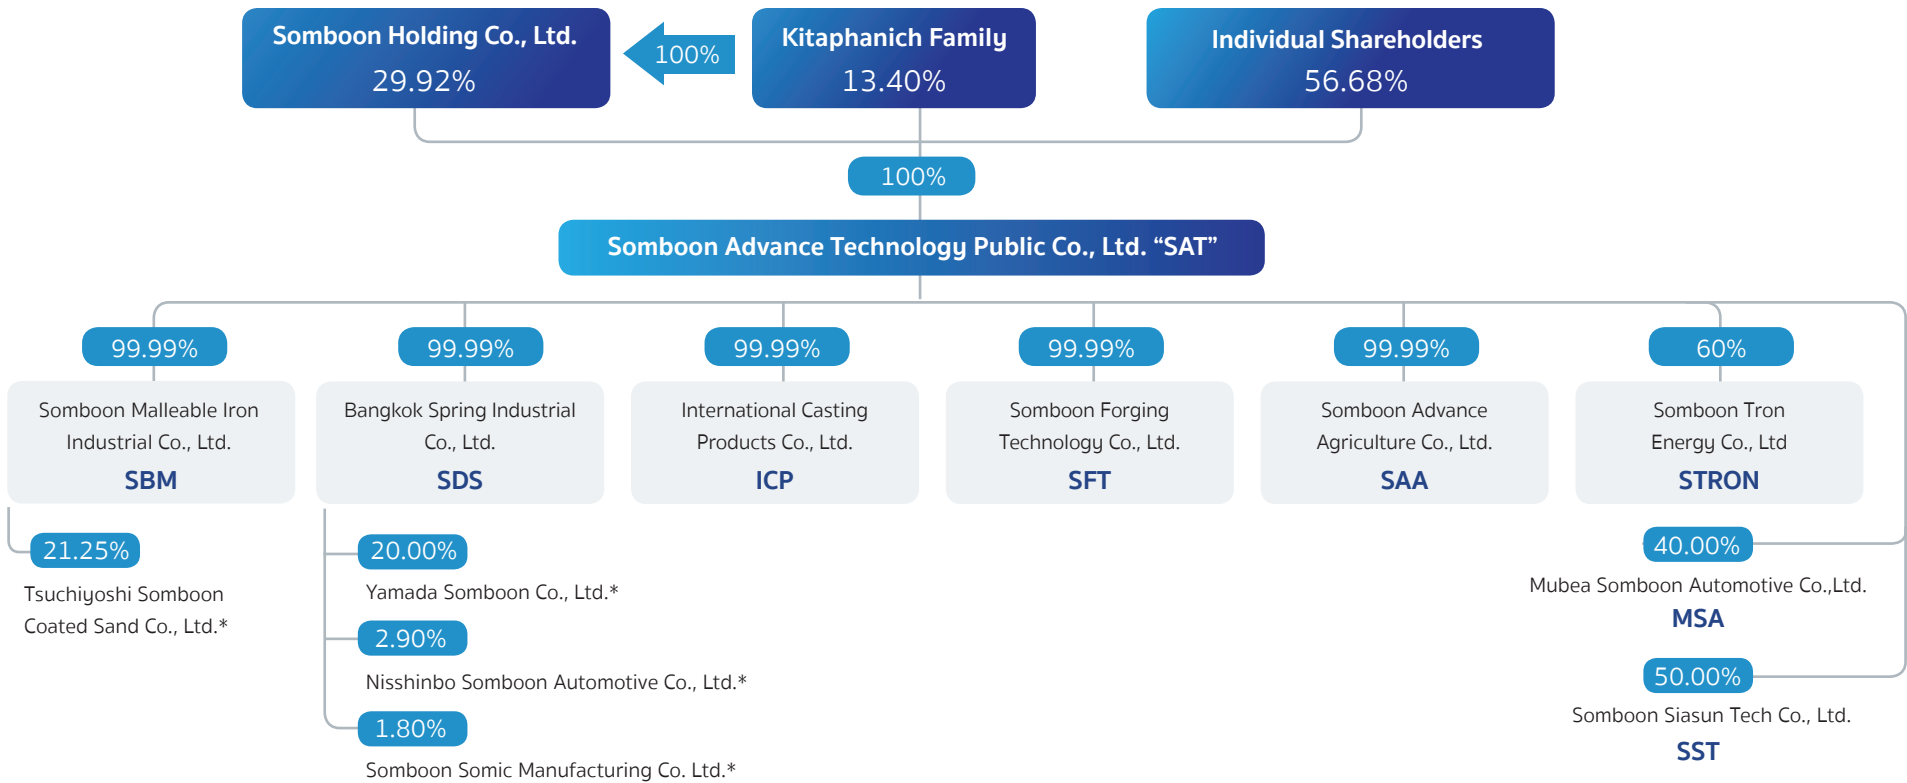 Somboon Holding Co., Ltd.
29.92%
100%
Kitaphanich Family
13.40%
Individual Shareholders
56.68%
100%
Somboon Advance Technology Public Co., Ltd. “SAT”
99.99%
Somboon Malleable Iron
Industrial Co., Ltd.
SBM
99.99%
Bangkok Spring Industrial
Co., Ltd.
SDS
99.99%
International Casting
Products Co., Ltd.
ICP
99.99%
Somboon Forging
Technology Co., Ltd.
SFT
99.99%
Somboon Advance
Agriculture Co., Ltd.
SAA
60%
Somboon Tron
Energy Co., Ltd
STRON
21.25%
Tsuchiyoshi Somboon
Coated Sand Co., Ltd.*
20.00%
Yamada Somboon Co., Ltd.*
2.90%
Nisshinbo Somboon Automotive Co., Ltd.*
1.80%
Somboon Somic Manufacturing Co. Ltd.*
40.00%
Mubea Somboon Automotive Co.,Ltd.
MSA
50.00%
Somboon Siasun Tech Co., Ltd.
SST